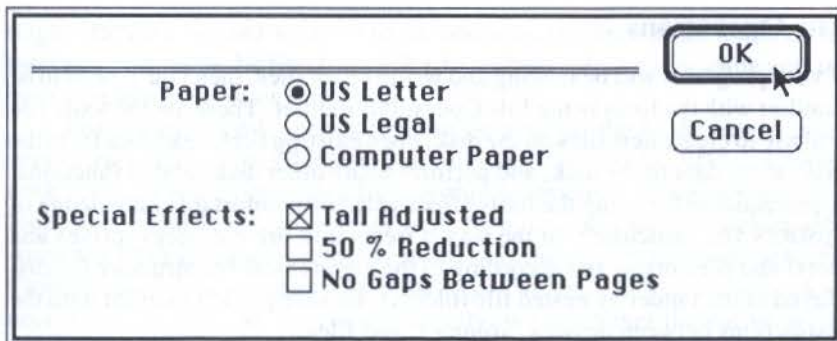 OK
Paper: US Letter
US Legal
Cancel
Computer Paper
Special Effects: Tall Adjusted
50 % Reduction
No Gaps Between Pages